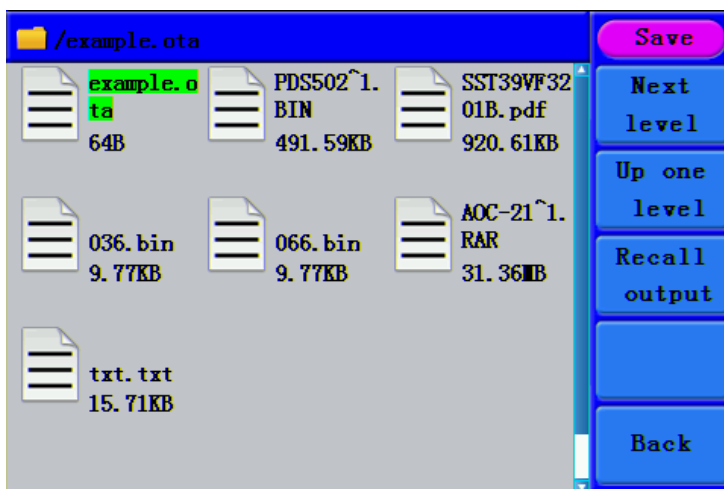 /example.ota
Save
example.o
ta
64B
PDS502~1.
BIN
491.59KB
SST39VF32
01B.pdf
920.61KB
036.bin
9.77KB
066.bin
9.77KB
AOC-21~1.
RAR
31.36MB
txt.txt
15.71KB
Next
level
Up one
level
Recall
output
Back